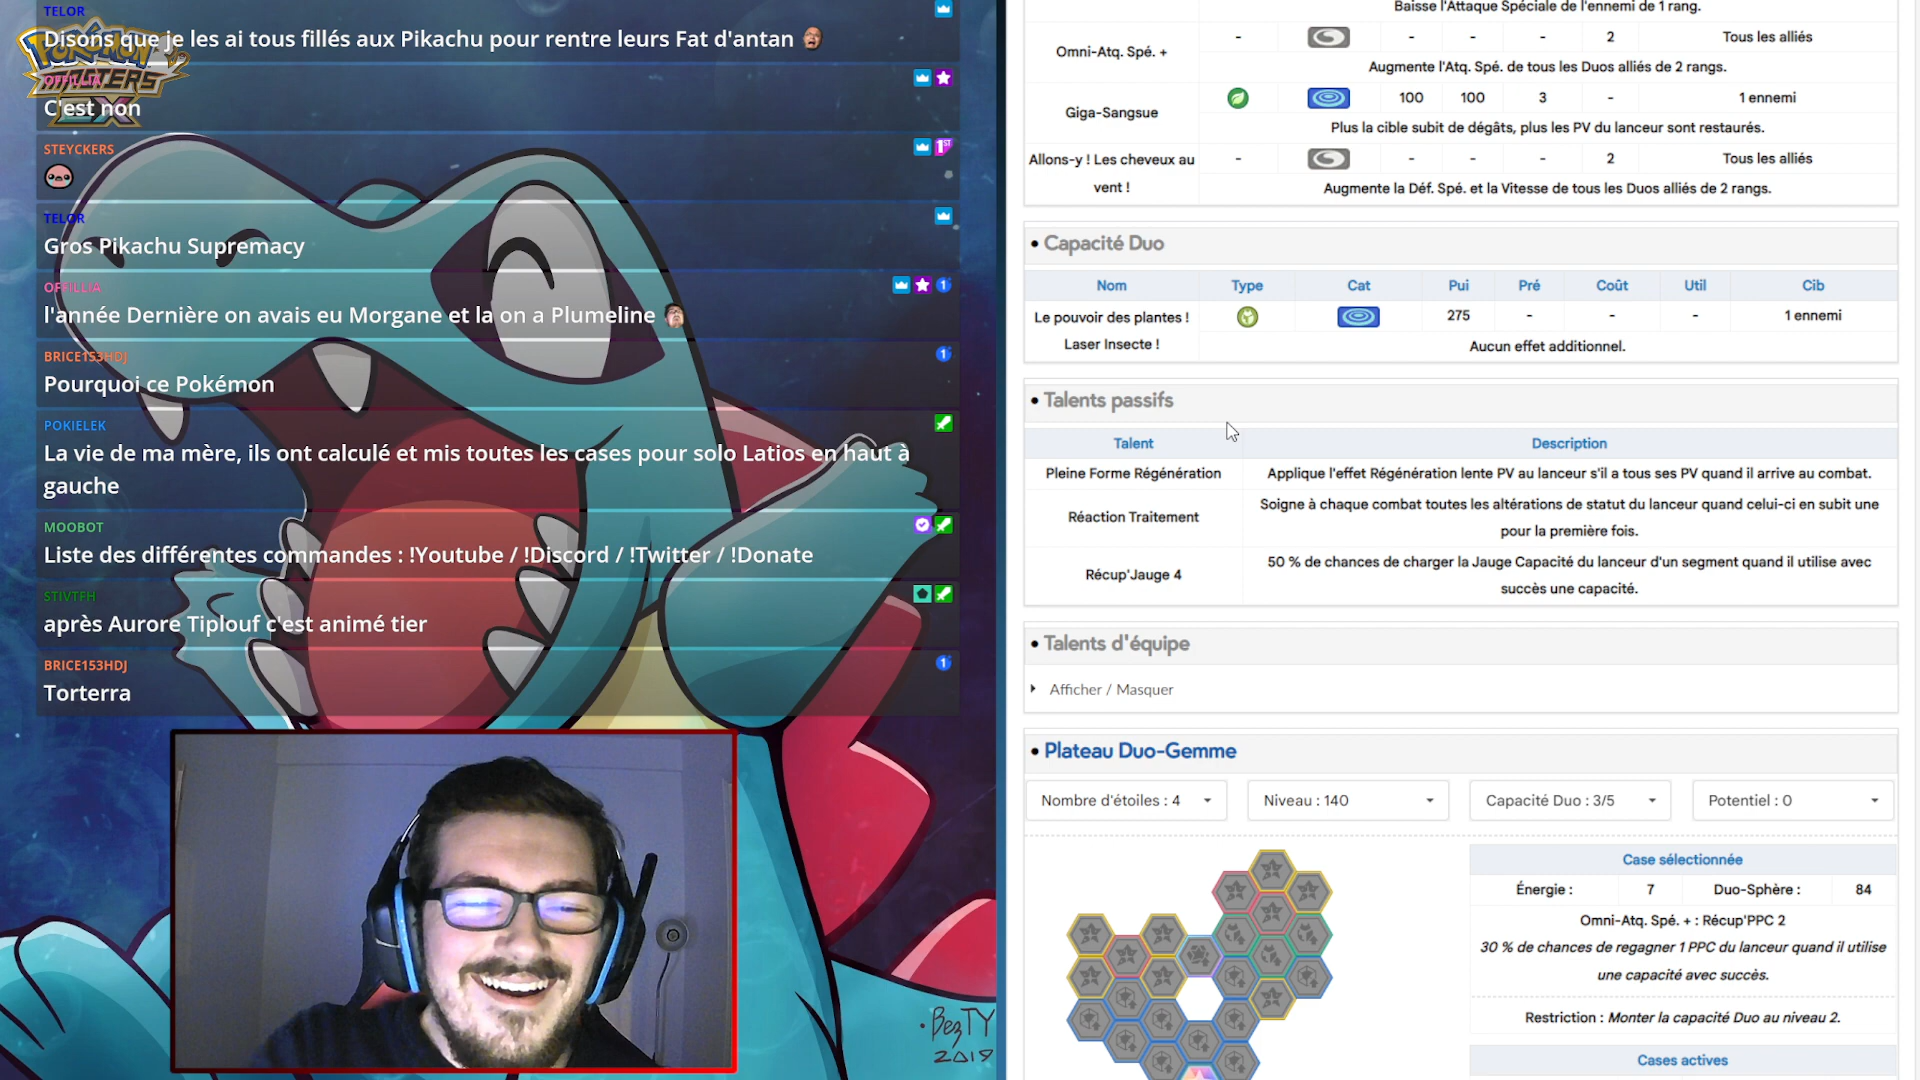 TELOR
Disons que je les ai tous fillés aux Pikachu pour rentre leurs Fat d'antan
POKÉMON
MASTERS
EX
OFFILLIA
C'est non
STEYCKERS
1ST
TELOR
Gros Pikachu Supremacy
OFFILLIA
1
l'année Dernière on avais eu Morgane et la on a Plumeline
BRICE153HDJ
1
Pourquoi ce Pokémon
POKIELEK
La vie de ma mère, ils ont calculé et mis toutes les cases pour solo Latios en haut à
gauche
MOOBOT
Liste des différentes commandes : !Youtube / !Discord / !Twitter / !Donate
STIVTFH
après Aurore Tiplouf c'est animé tier
BRICE153HDJ
1
Torterra
BezTY
2019
Baisse l'Attaque Spéciale de l'ennemi de 1 rang.
Omni-Atq. Spé. + - - - - 2 Tous les alliés
Augmente l'Atq. Spé. de tous les Duos alliés de 2 rangs.
Giga-Sangsue 100 100 3 - 1 ennemi
Plus la cible subit de dégâts, plus les PV du lanceur sont restaurés.
Allons-y ! Les cheveux au - - - - 2 Tous les alliés
vent !
Augmente la Déf. Spé. et la Vitesse de tous les Duos alliés de 2 rangs.
• Capacité Duo
Nom Type Cat Pui Pré Coût Util Cib
Le pouvoir des plantes ! 275 - - - 1 ennemi
Laser Insecte !
Aucun effet additionnel.
• Talents passifs
Talent Description
Pleine Forme Régénération Applique l'effet Régénération lente PV au lanceur s'il a tous ses PV quand il arrive au combat.
Réaction Traitement Soigne à chaque combat toutes les altérations de statut du lanceur quand celui-ci en subit une
pour la première fois.
Récup'Jauge 4 50 % de chances de charger la Jauge Capacité du lanceur d'un segment quand il utilise avec
succès une capacité.
• Talents d'équipe
Afficher / Masquer
• Plateau Duo-Gemme
Nombre d'étoiles : 4 Niveau : 140 Capacité Duo : 3/5 Potentiel : 0
Case sélectionnée
Énergie : 7 Duo-Sphère : 84
Omni-Atq. Spé. + : Récup'PPC 2
30 % de chances de regagner 1 PPC du lanceur quand il utilise
une capacité avec succès.
Restriction : Monter la capacité Duo au niveau 2.
Cases actives